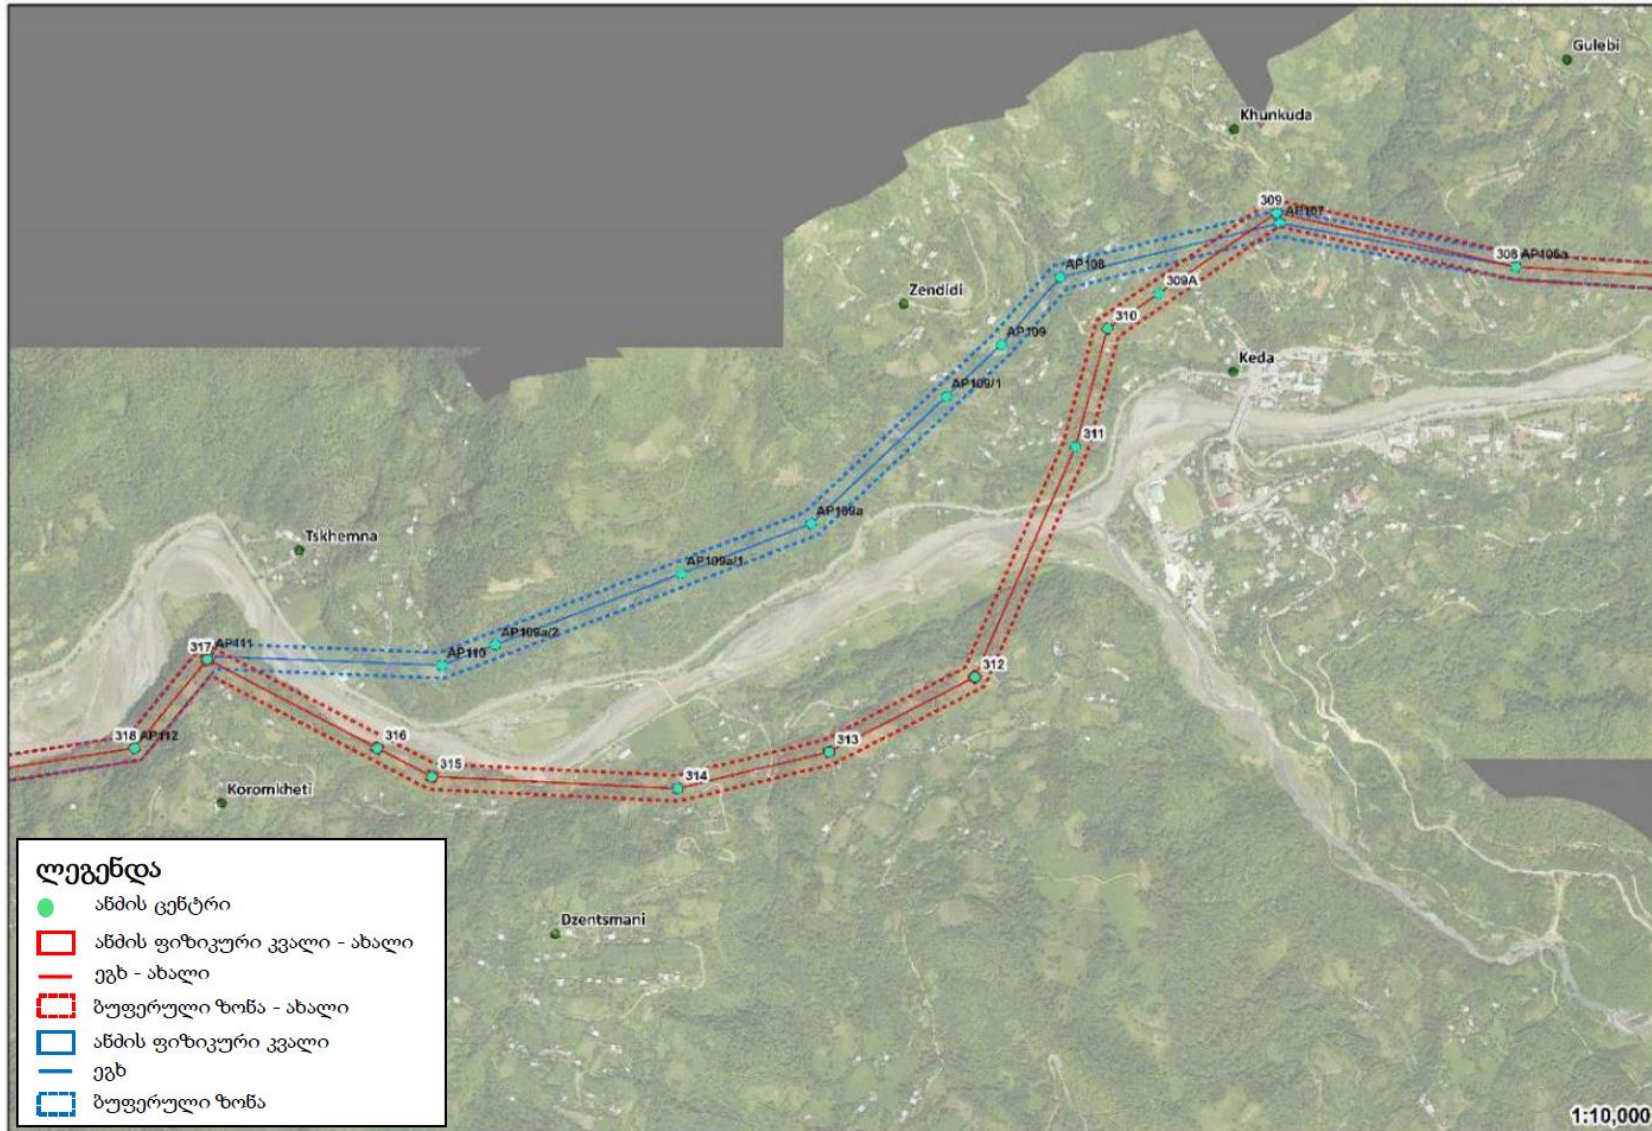 Gulebi
Khunkuda
309
AP107
308 AP106a
AP108
309A
Zendidi
310
AP109
Keda
AP109/1
311
AP109a
Tskhemna
AP109a/1
AP109a/2
AP111
317
AP110
312
318
AP112
316
313
315
314
Koromkheti
ლეგენდა
ანძის ცენტრი
ანძის ფიზიკური კვალი - ახალი
ეგხ - ახალი
ბუფერული ზონა - ახალი
ანძის ფიზიკური კვალი
ეგხ
ბუფერული ზონა
Dzentsmani
1:10,000